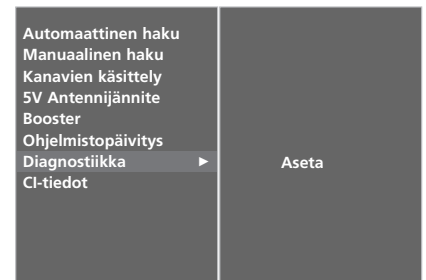 Automaattinen haku
Manuaalinen haku
Kanavien käsittely
5V Antennijännite
Booster
Ohjelmistopäivitys
Diagnostiikka ►
Aseta
CI-tiedot